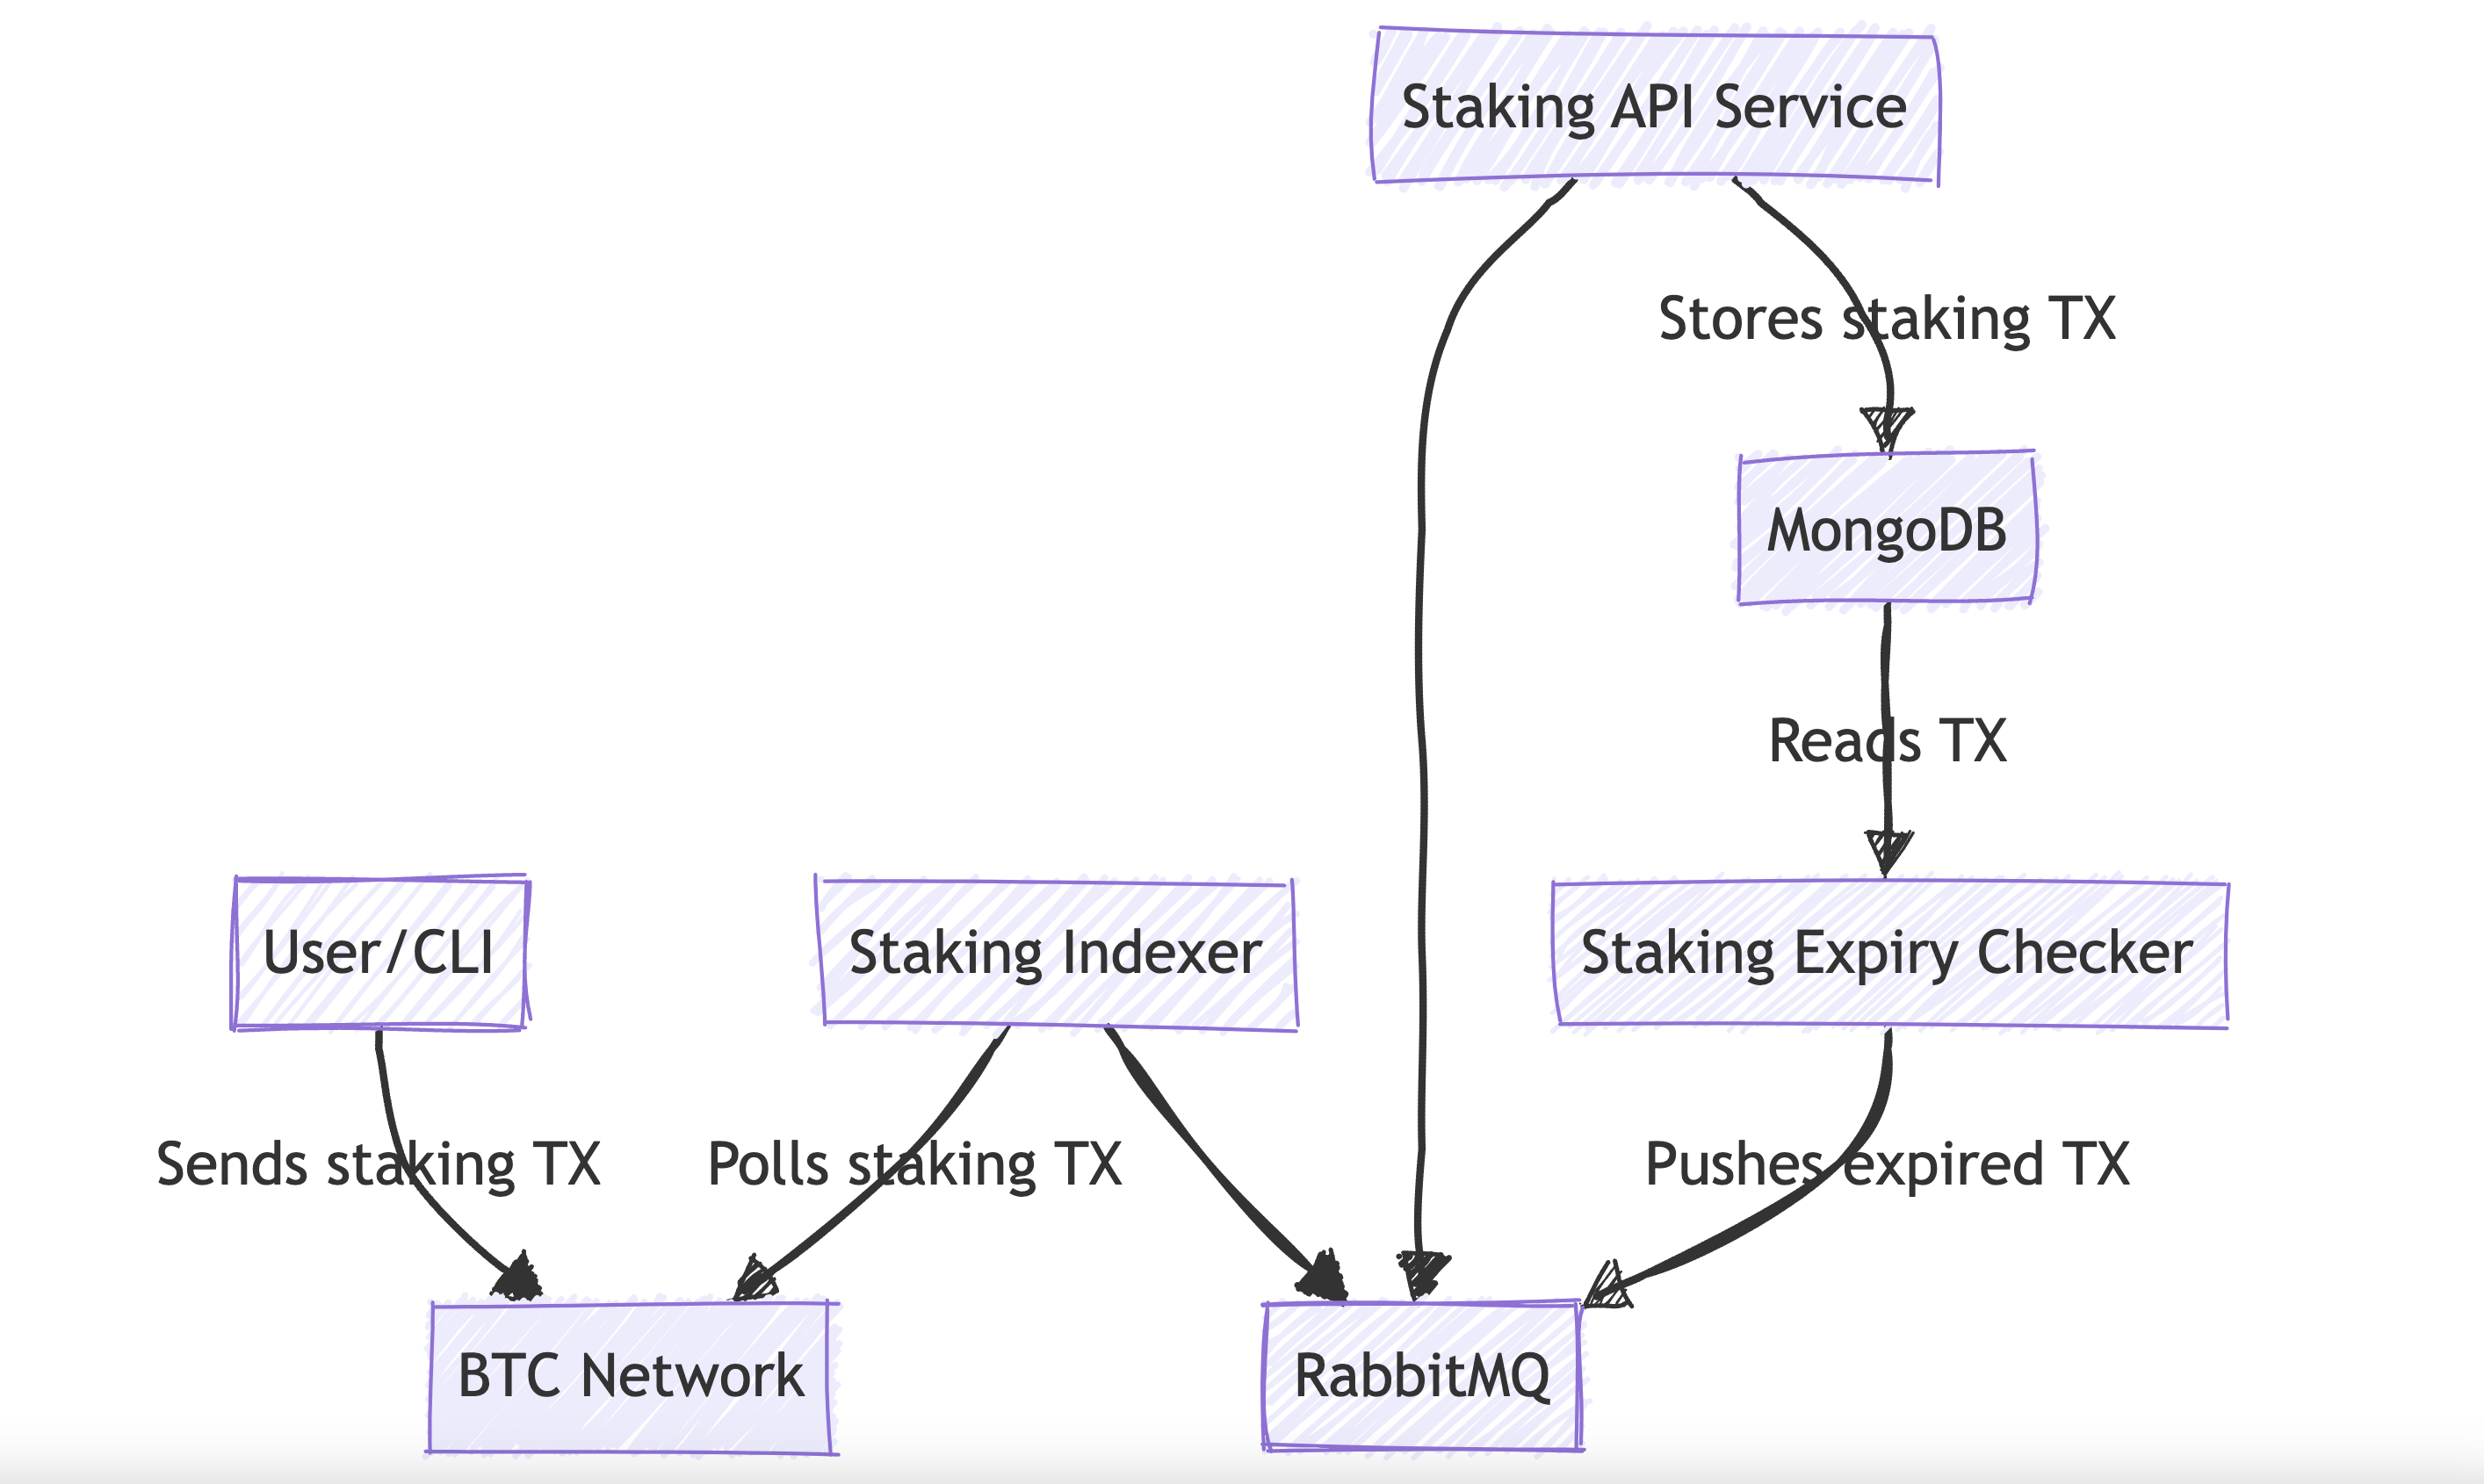 Staking API Service
Stores staking TX
MongoDB
Reads TX
User/CLI
Staking Indexer
Staking Expiry Checker
Sends staking TX
Polls staking TX
Pushes expired TX
BTC Network
RabbitMQ